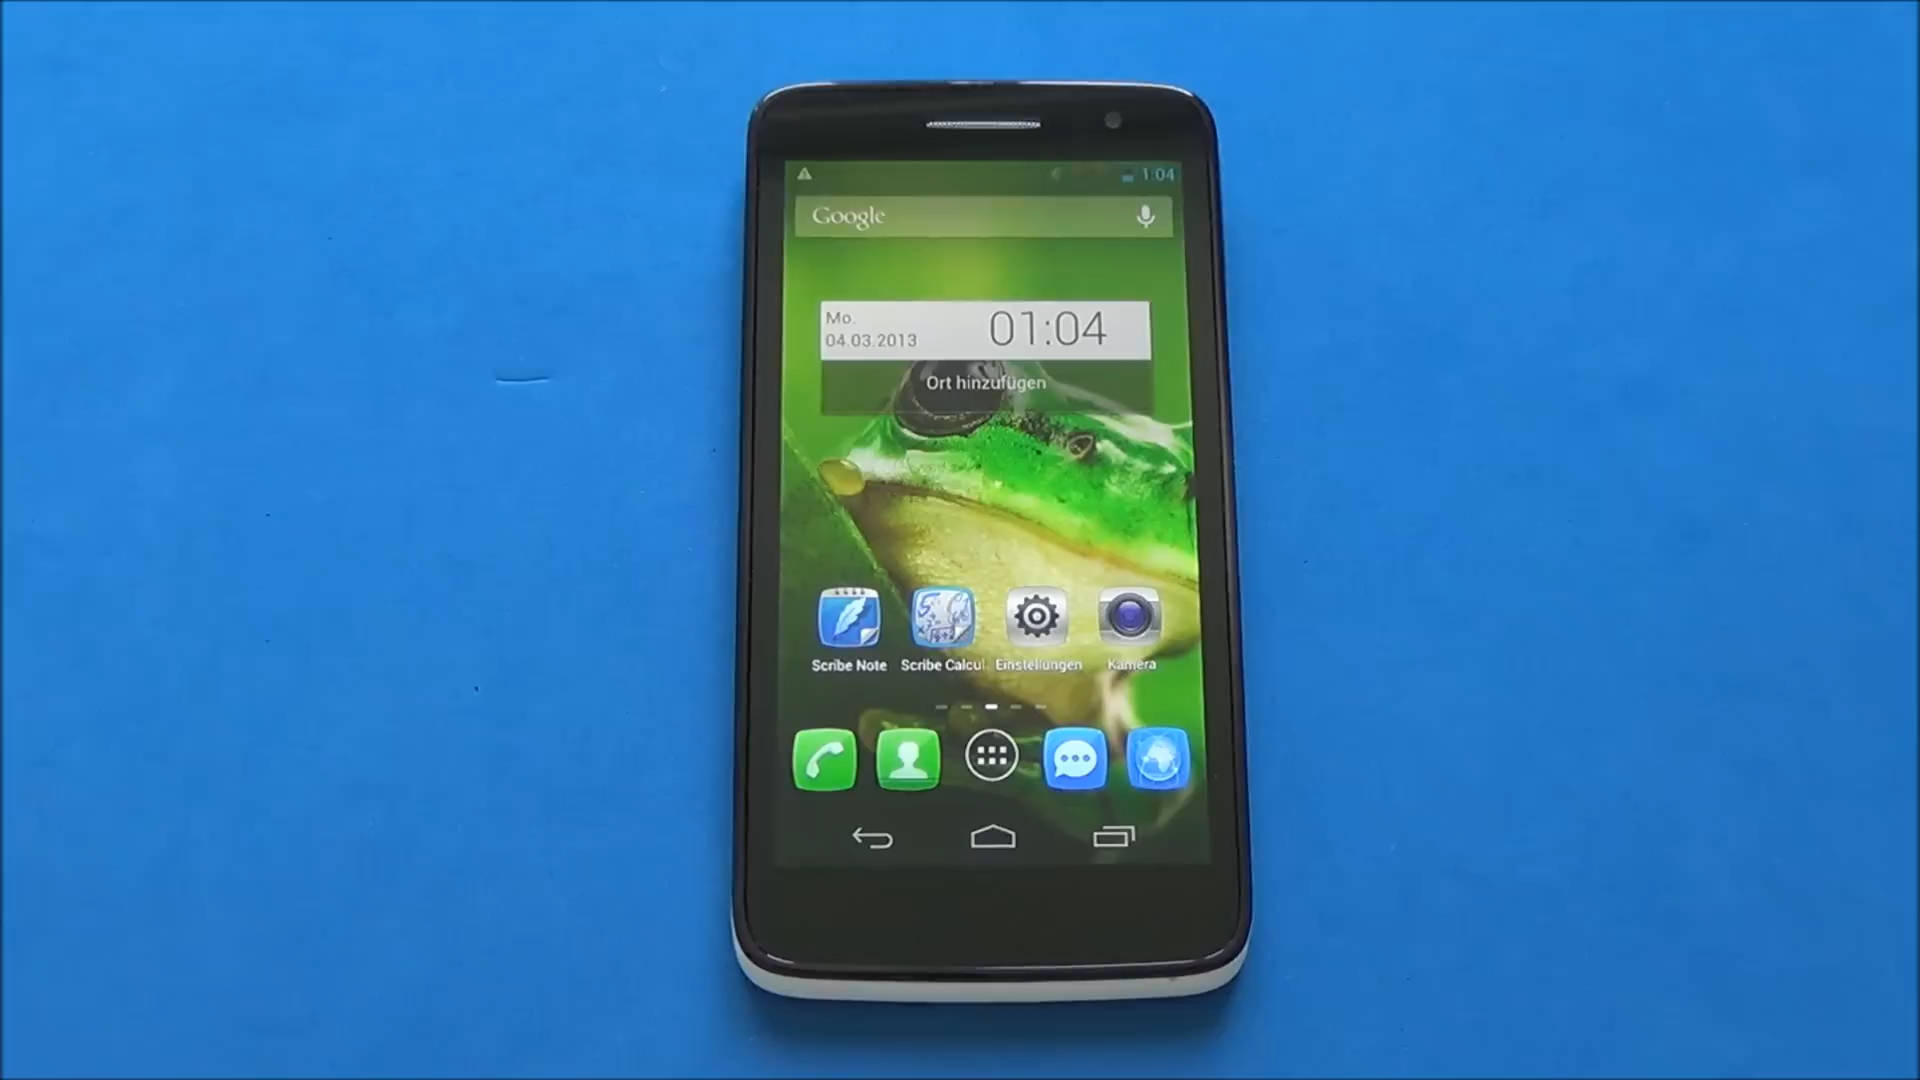 1:04
Google
Mo.
04.03.2013
01:04
Ort hinzufügen
Scribe Note
Scribe Calcul
Einstellungen
Kamera